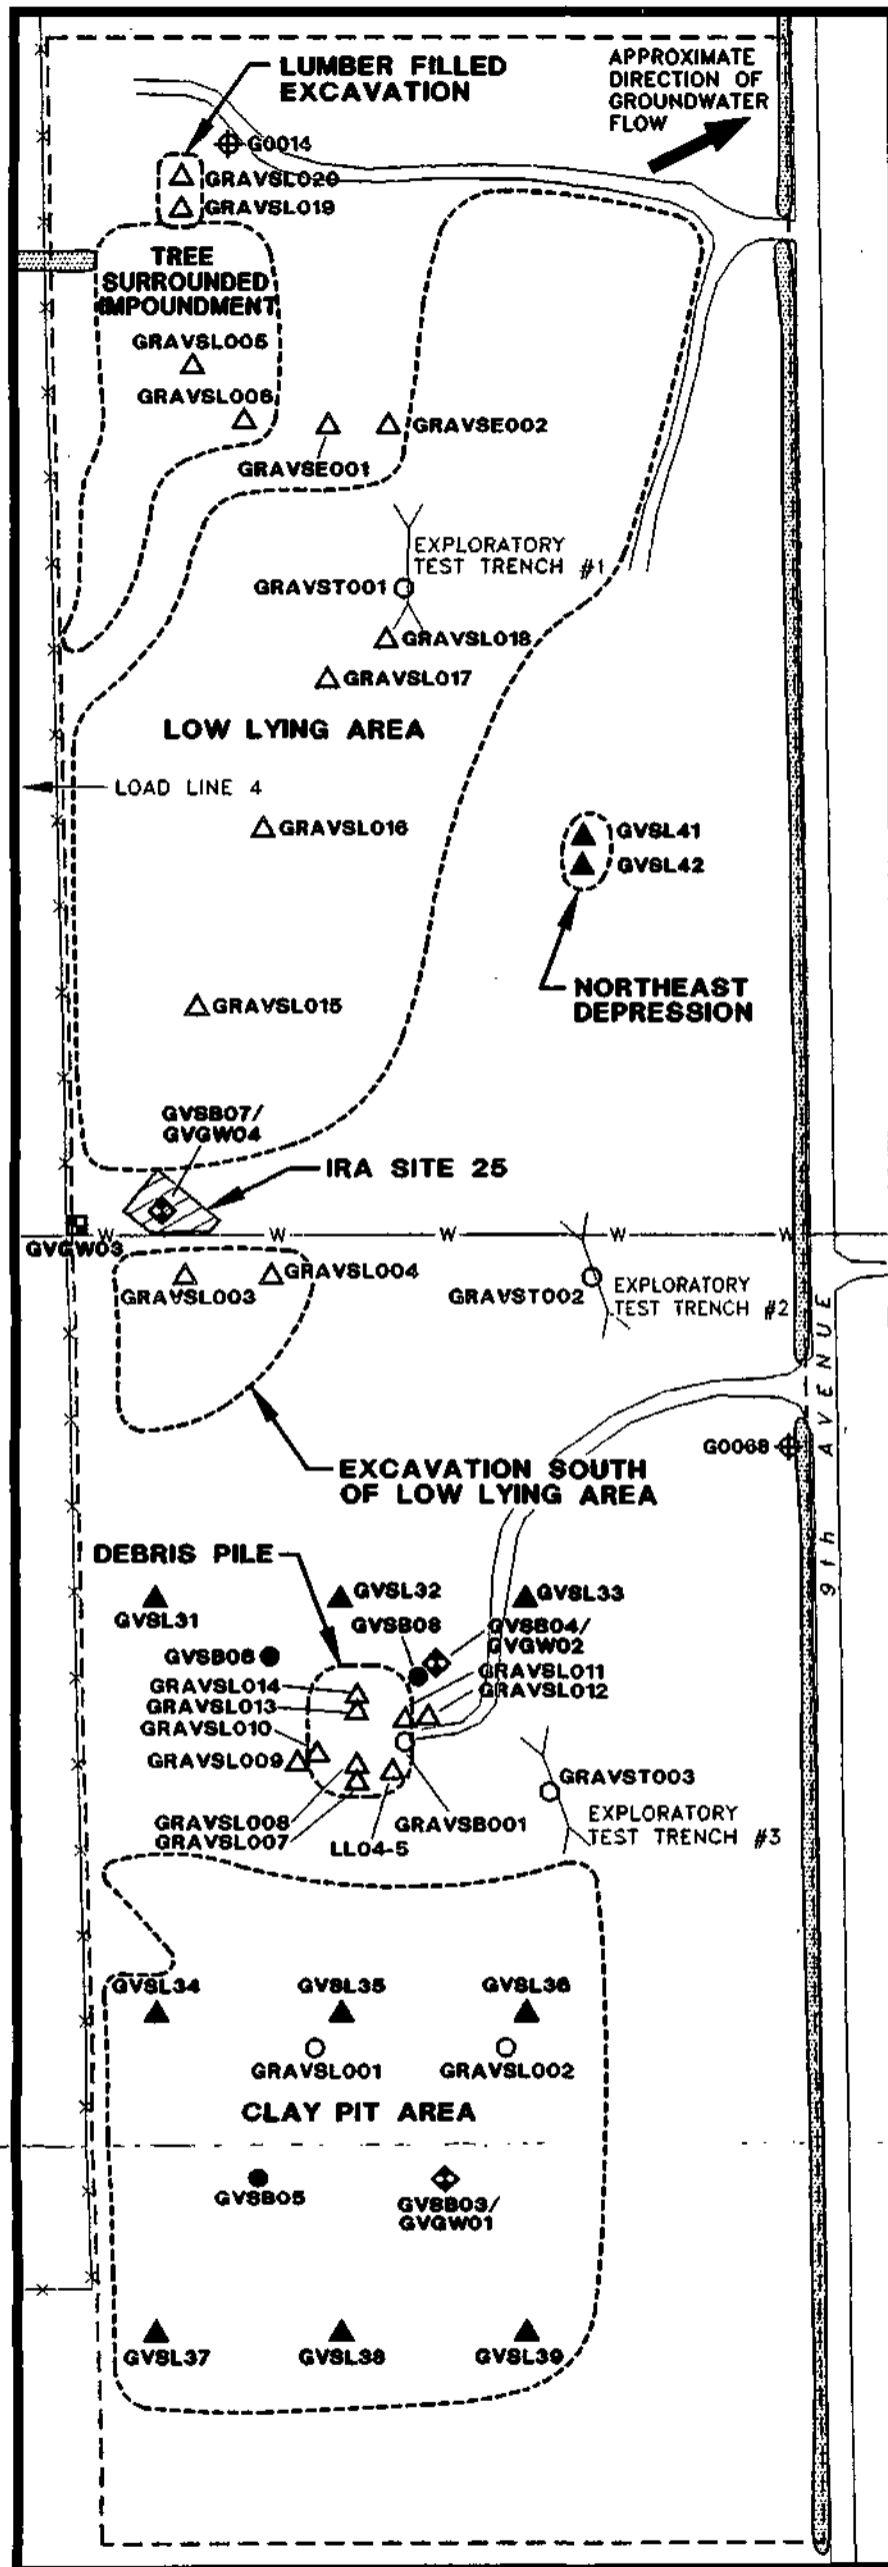 LUMBER FILLED
EXCAVATION
APPROXIMATE
DIRECTION OF
GROUNDWATER
FLOW
G0014
GRAVSL020
GRAVSL019
TREE
SURROUNDED
IMPOUNDMENT
GRAVSL005
GRAVSL006
GRAVSE002
GRAVSE001
EXPLORATORY
TEST TRENCH #1
GRAVST001
GRAVSL018
GRAVSL017
LOW LYING AREA
LOAD LINE 4
GRAVSL016
GVSL41
GVSL42
NORTHEAST
DEPRESSION
GRAVSL015
GVSB07/
GVGW04
IRA SITE 25
W W W W W
GVGW03
GRAVSL004
GRAVSL003
GRAVST002
EXPLORATORY
TEST TRENCH #2
9th AVENUE
G0068
EXCAVATION SOUTH
OF LOW LYING AREA
DEBRIS PILE
GVSL31
GVSL32
GVSL33
GVSB08
GVSB04/
GVGW02
GVSB06
GRAVSL011
GRAVSL012
GRAVSL014
GRAVSL013
GRAVSL010
GRAVSL009
GRAVST003
GRAVSL008
GRAVSL007
LL04-5
GRAVSB001
EXPLORATORY
TEST TRENCH #3
GVSL34
GVSL35
GVSL36
GRAVSL001
GRAVSL002
CLAY PIT AREA
GVSB05
GVSB03/
GVGW01
GVSL37
GVSL38
GVSL39